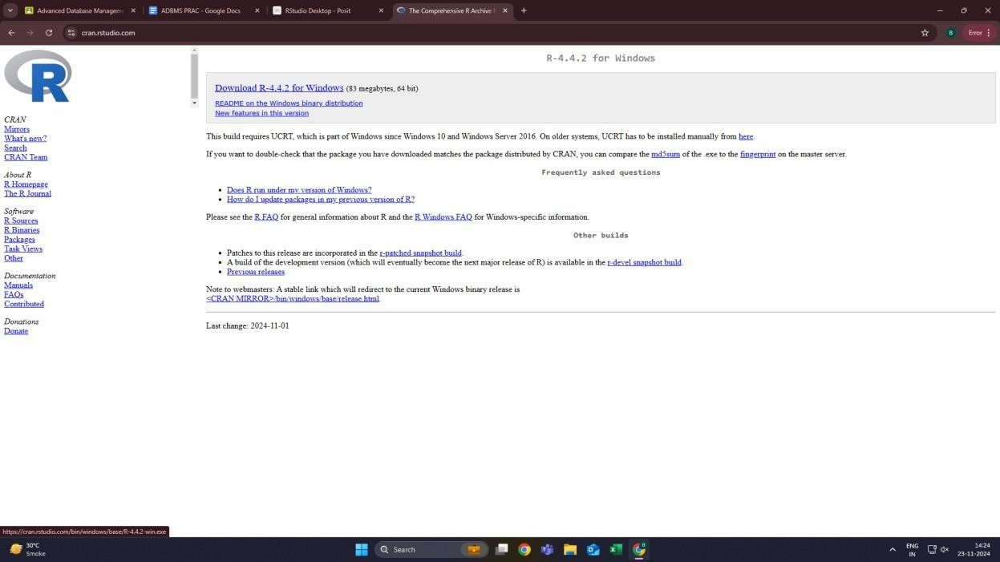 Advanced Database Managem
ADBMS PRAC - Google Docs
RStudio Desktop - Posit
The Comprehensive R Archive N
cran.rstudio.com
B
Error
R
CRAN
Mirrors
What's new?
Search
CRAN Team
About R
R Homepage
The R Journal
Software
R Sources
R Binaries
Packages
Task Views
Other
Documentation
Manuals
FAQs
Contributed
Donations
Donate
R-4.4.2 for Windows
Download R-4.4.2 for Windows (83 megabytes, 64 bit)
README on the Windows binary distribution
New features in this version
This build requires UCRT, which is part of Windows since Windows 10 and Windows Server 2016. On older systems, UCRT has to be installed manually from here.
If you want to double-check that the package you have downloaded matches the package distributed by CRAN, you can compare the md5sum of the .exe to the fingerprint on the master server.
Frequently asked questions
• Does R run under my version of Windows?
• How do I update packages in my previous version of R?
Please see the R FAQ for general information about R and the R Windows FAQ for Windows-specific information.
Other builds
• Patches to this release are incorporated in the r-patched snapshot build.
• A build of the development version (which will eventually become the next major release of R) is available in the r-devel snapshot build.
• Previous releases
Note to webmasters: A stable link which will redirect to the current Windows binary release is
<CRAN MIRROR>/bin/windows/base/release.html.
Last change: 2024-11-01
https://cran.rstudio.com/bin/windows/base/R-4.4.2-win.exe
30°C
Smoke
Search
ENG
IN
14:24
23-11-2024